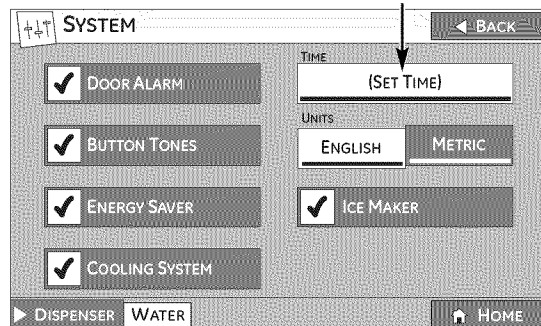 SYSTEM
BACK
DOOR ALARM
BUTTON TONES
ENERGY SAVER
COOLING SYSTEM
TIME
(SET TIME)
UNITS
ENGLISH METRIC
ICE MAKER
DISPENSER WATER
HOME